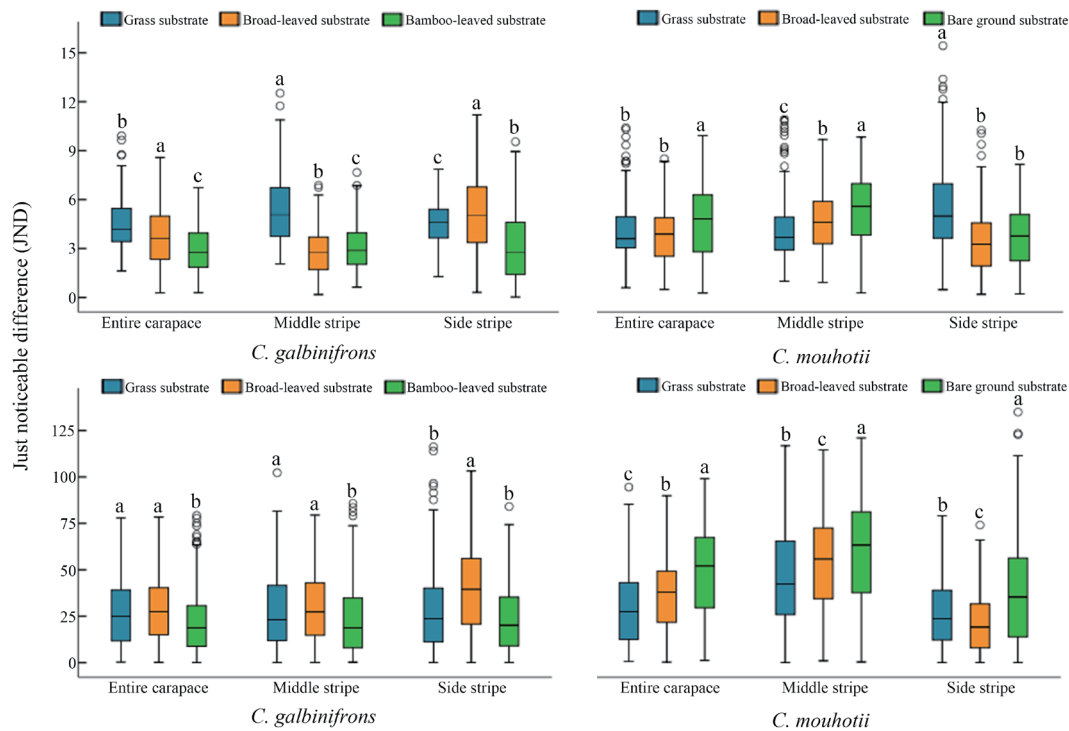 Grass substrate Broad-leaved substrate Bamboo-leaved substrate
Grass substrate Broad-leaved substrate Bare ground substrate
Just noticeable difference (JND)
15
12
9
6
3
0
b a c a b c c a b
b b a c b a a b b
Entire carapace Middle stripe Side stripe
Entire carapace Middle stripe Side stripe
C. galbinifrons
C. mouhotii
Grass substrate Broad-leaved substrate Bamboo-leaved substrate
Grass substrate Broad-leaved substrate Bare ground substrate
125
100
75
50
25
0
a a b a a b b a b
c b a b c a b c a
Entire carapace Middle stripe Side stripe
Entire carapace Middle stripe Side stripe
C. galbinifrons
C. mouhotii